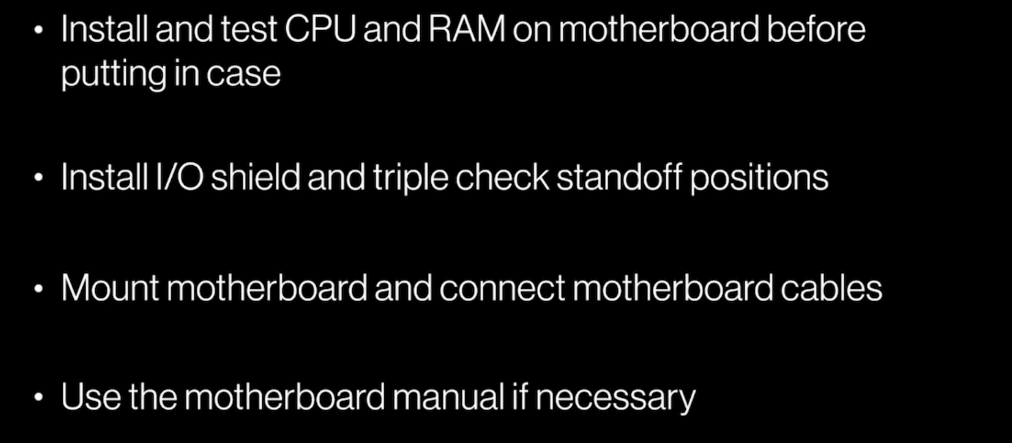 • Install and test CPU and RAM on motherboard before
putting in case
• Install I/O shield and triple check standoff positions
• Mount motherboard and connect motherboard cables
• Use the motherboard manual if necessary